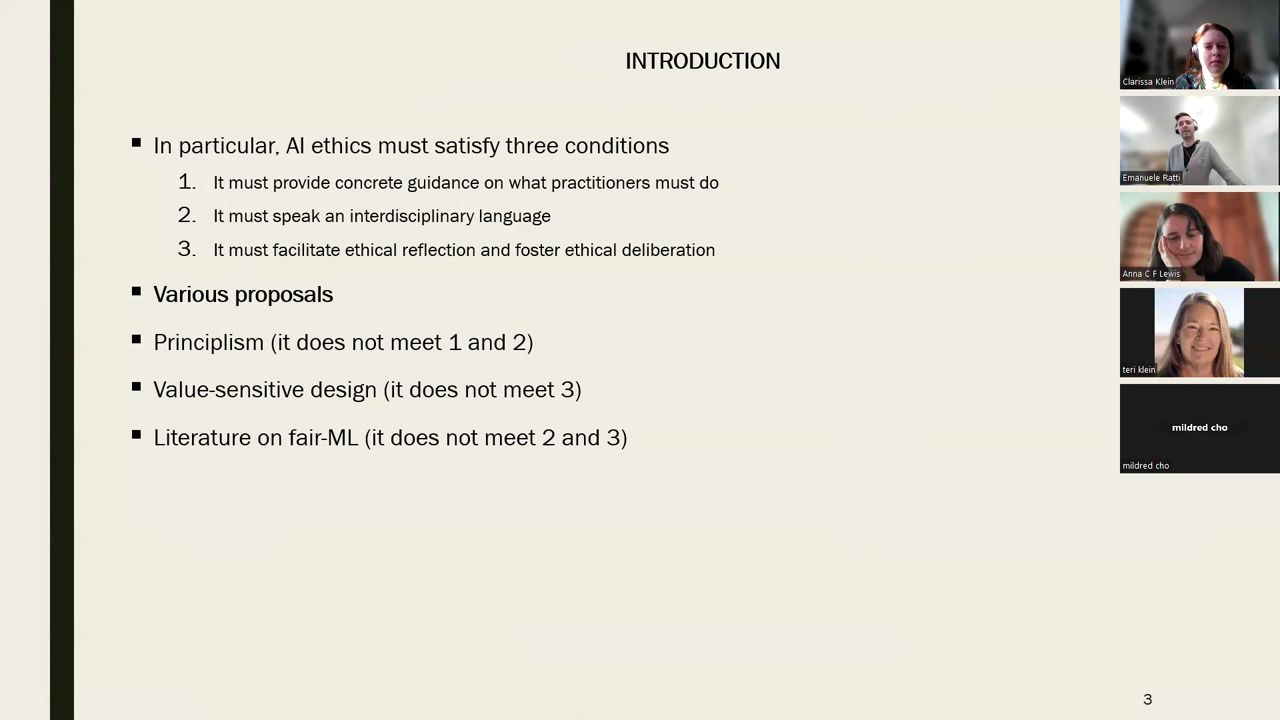 INTRODUCTION
▪ In particular, AI ethics must satisfy three conditions
1. It must provide concrete guidance on what practitioners must do
2. It must speak an interdisciplinary language
3. It must facilitate ethical reflection and foster ethical deliberation
▪ Various proposals
▪ Principlism (it does not meet 1 and 2)
▪ Value-sensitive design (it does not meet 3)
▪ Literature on fair-ML (it does not meet 2 and 3)
3
Clarissa Klein
Emanuele Ratti
Anna C F Lewis
teri klein
mildred cho
mildred cho